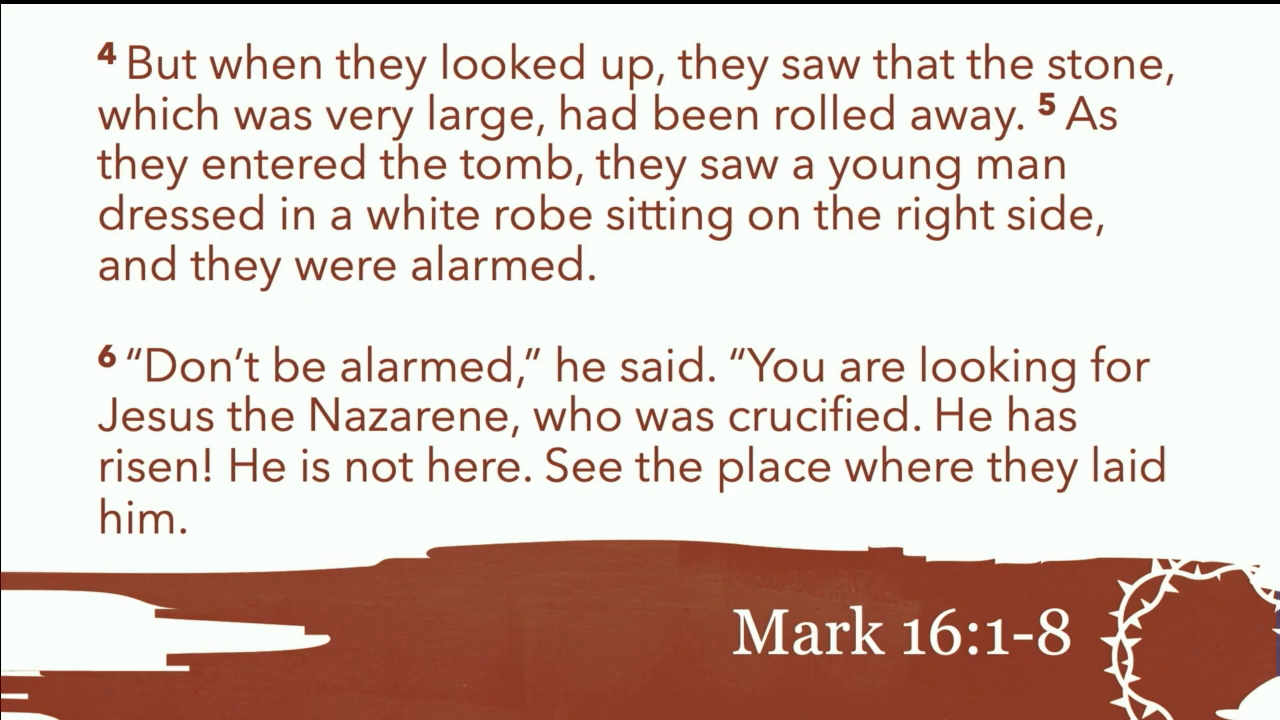 4 But when they looked up, they saw that the stone,
which was very large, had been rolled away. 5 As
they entered the tomb, they saw a young man
dressed in a white robe sitting on the right side,
and they were alarmed.
6 “Don’t be alarmed,” he said. “You are looking for
Jesus the Nazarene, who was crucified. He has
risen! He is not here. See the place where they laid
him.
Mark 16:1-8